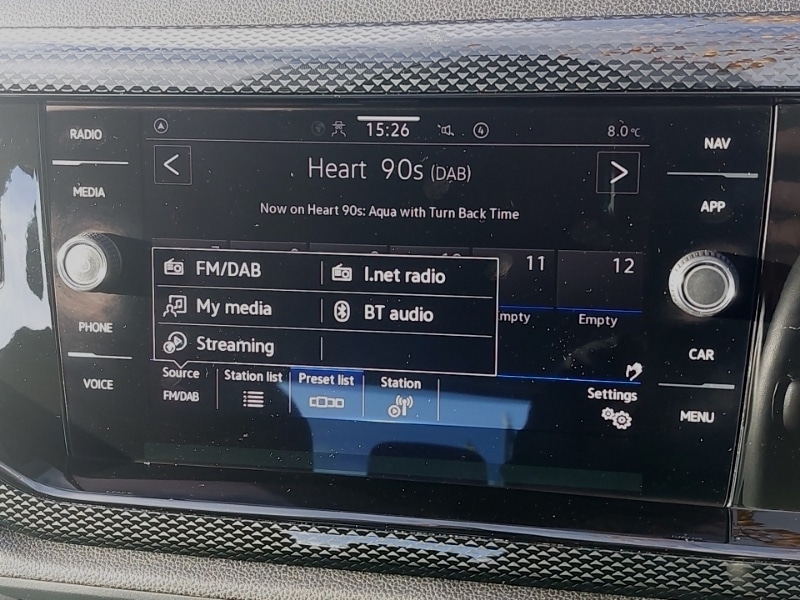 RADIO
15:26
4
8.0°C
NAV
Heart 90s (DAB)
MEDIA
APP
Now on Heart 90s: Aqua with Turn Back Time
11
12
FM/DAB
I.net radio
My media
BT audio
Empty
Streaming
PHONE
VOICE
CAR
MENU
Source
FM/DAB
Station list
Preset list
Station
Settings